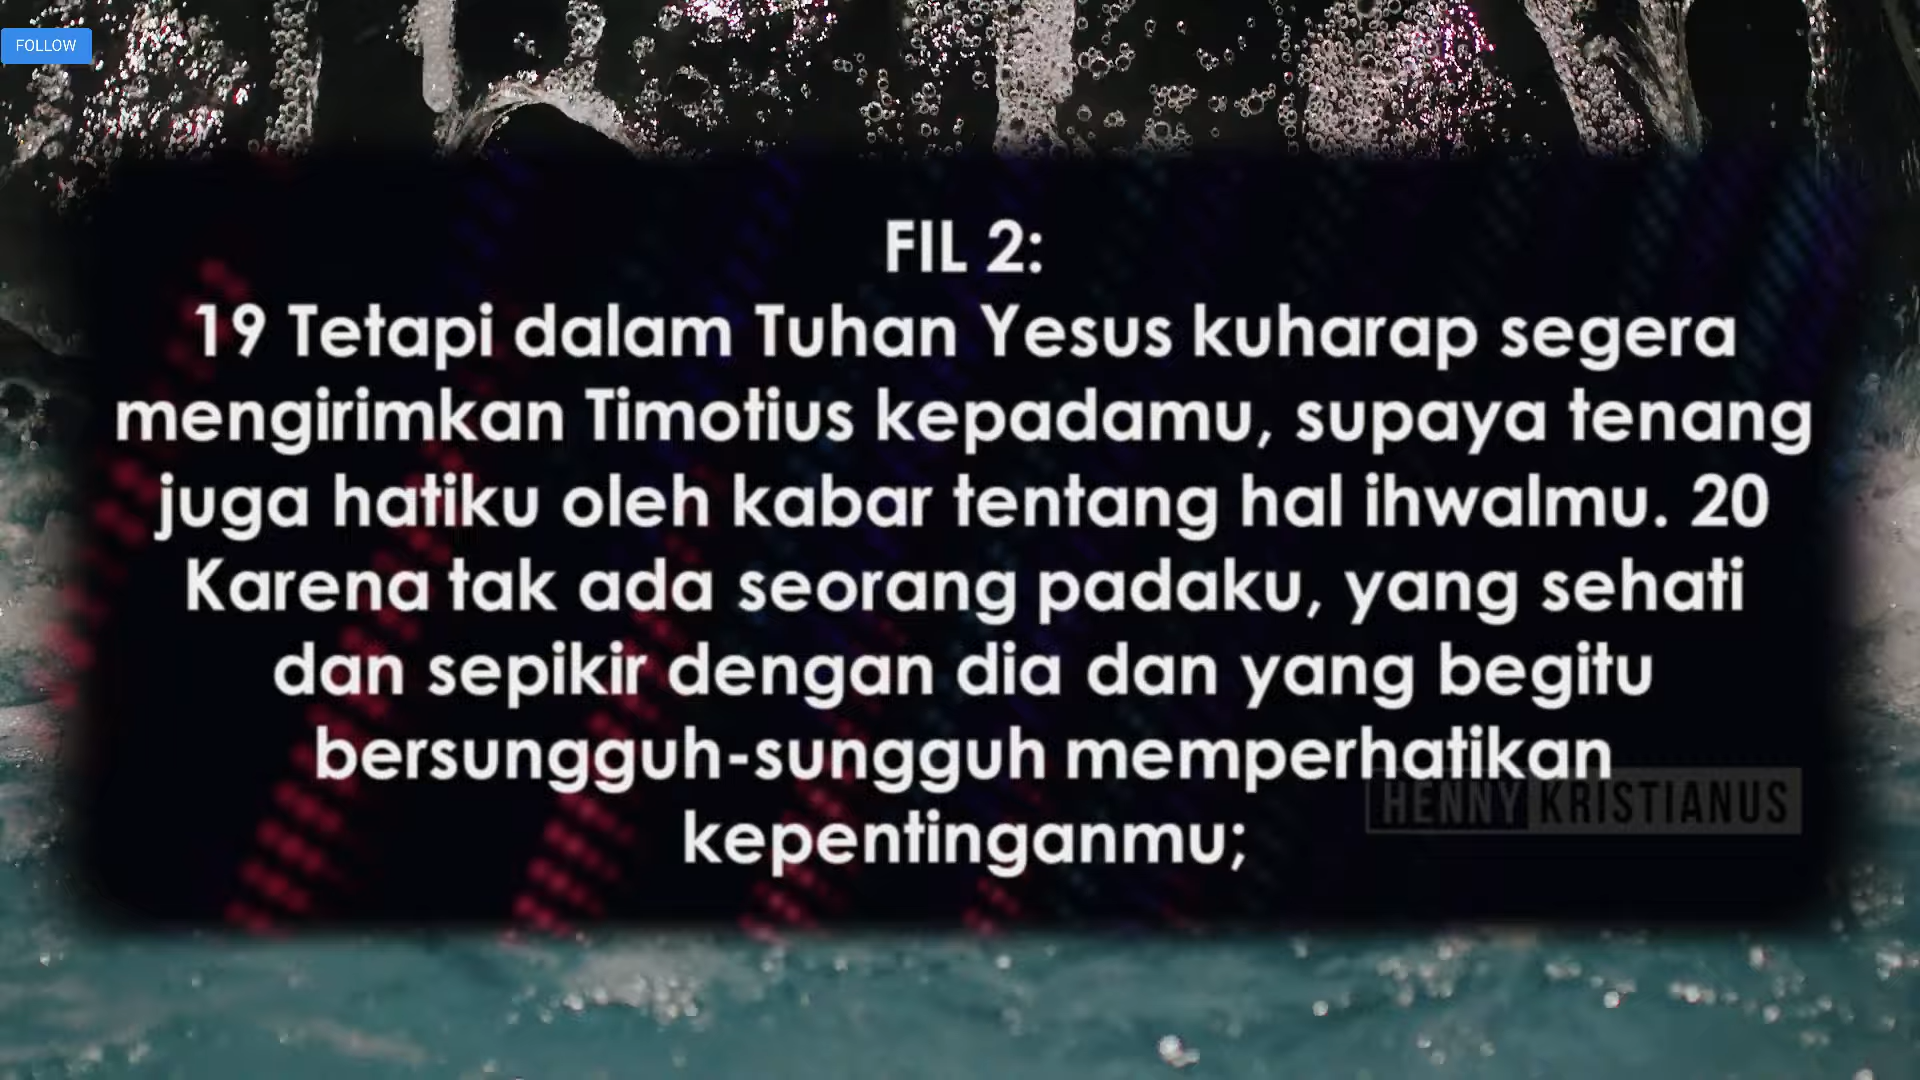 FOLLOW
FIL 2:
19 Tetapi dalam Tuhan Yesus kuharap segera
mengirimkan Timotius kepadamu, supaya tenang
juga hatiku oleh kabar tentang hal ihwalmu. 20
Karena tak ada seorang padaku, yang sehati
dan sepikir dengan dia dan yang begitu
bersungguh-sungguh memperhatikan
kepentinganmu;
HENNY KRISTIANUS